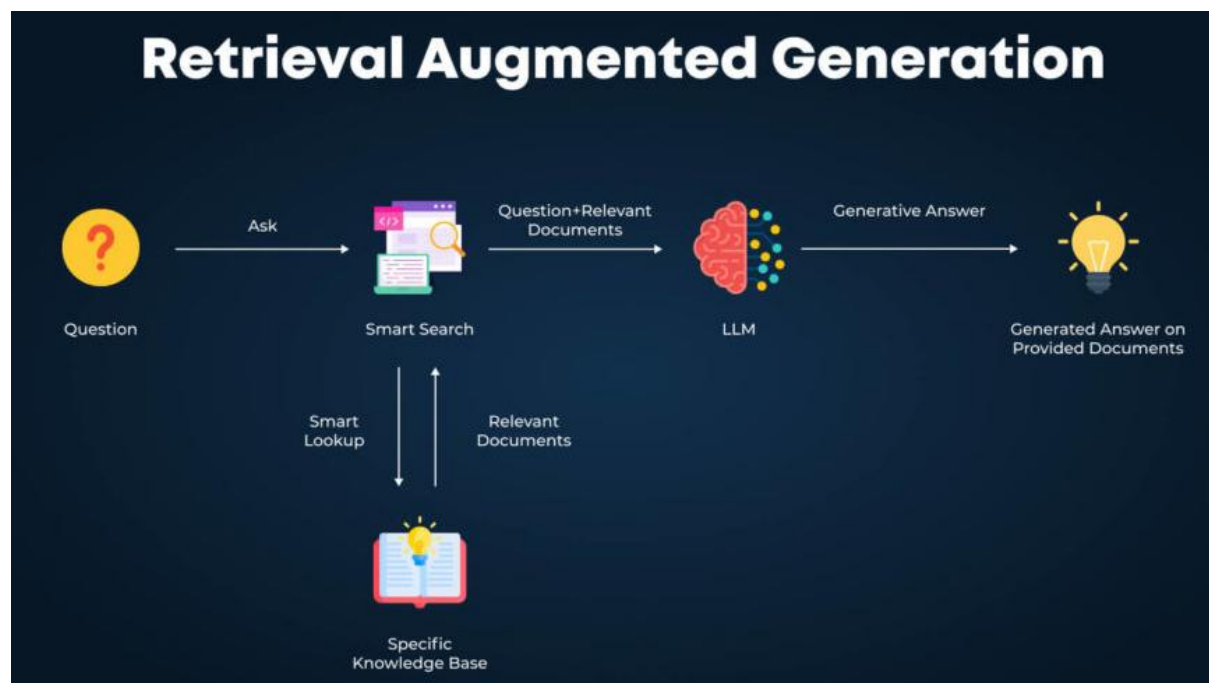 Retrieval Augmented Generation
Ask
Question+Relevant
Documents
Generative Answer
</>
Question
Smart Search
LLM
Generated Answer on
Provided Documents
Smart
Lookup
Relevant
Documents
Specific
Knowledge Base